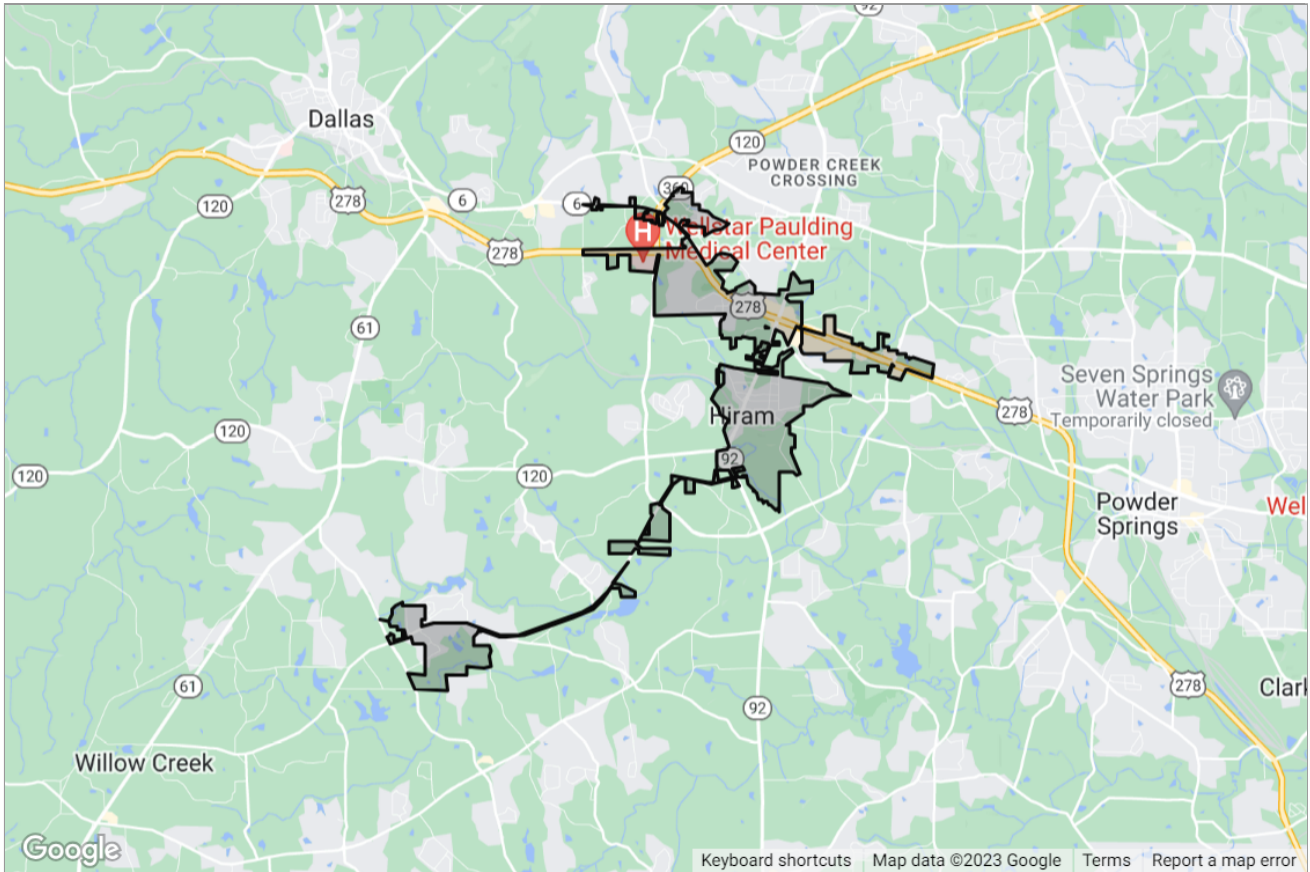 92
Dallas
120
POWDER CREEK
CROSSING
360
278
120
6
6
Wellstar Paulding
Medical Center
278
278
61
278
Seven Springs
Water Park
Temporarily closed
278
Hiram
120
92
120
120
Powder
Springs
Wel
61
278
Clark
92
Willow Creek
Google
Keyboard shortcuts
Map data ©2023 Google
Terms
Report a map error